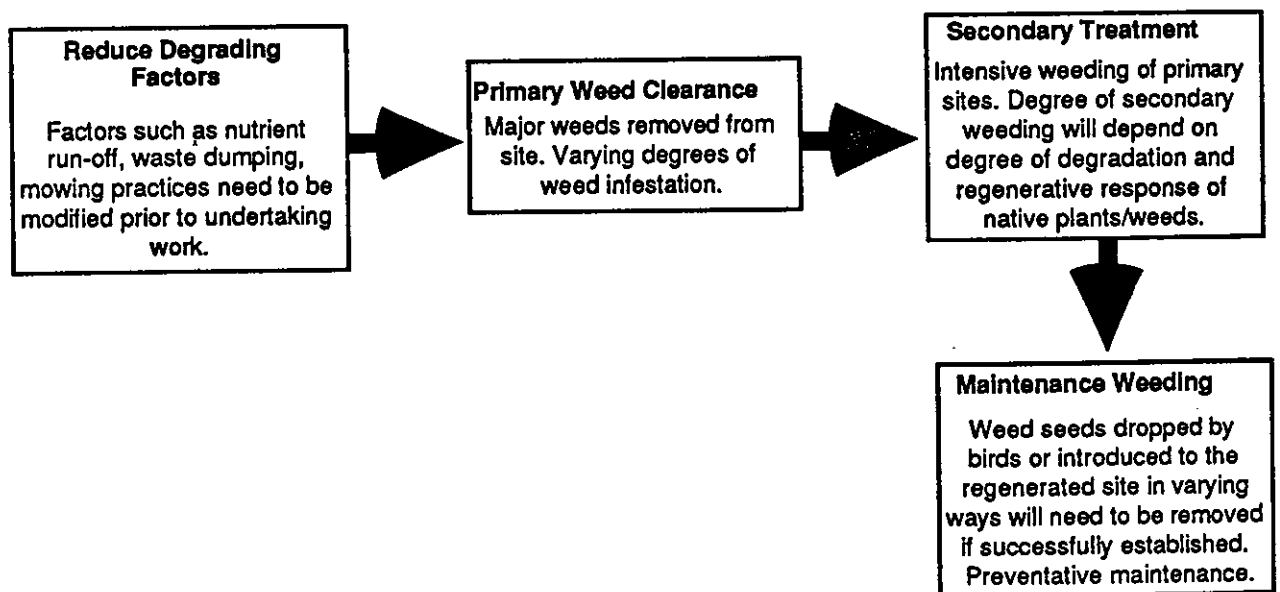 Reduce Degrading
Factors
Factors such as nutrient
run-off, waste dumping,
mowing practices need to be
modified prior to undertaking
work.
Primary Weed Clearance
Major weeds removed from
site. Varying degrees of
weed infestation.
Secondary Treatment
Intensive weeding of primary
sites. Degree of secondary
weeding will depend on
degree of degradation and
regenerative response of
native plants/weeds.
Maintenance Weeding
Weed seeds dropped by
birds or introduced to the
regenerated site in varying
ways will need to be removed
if successfully established.
Preventative maintenance.